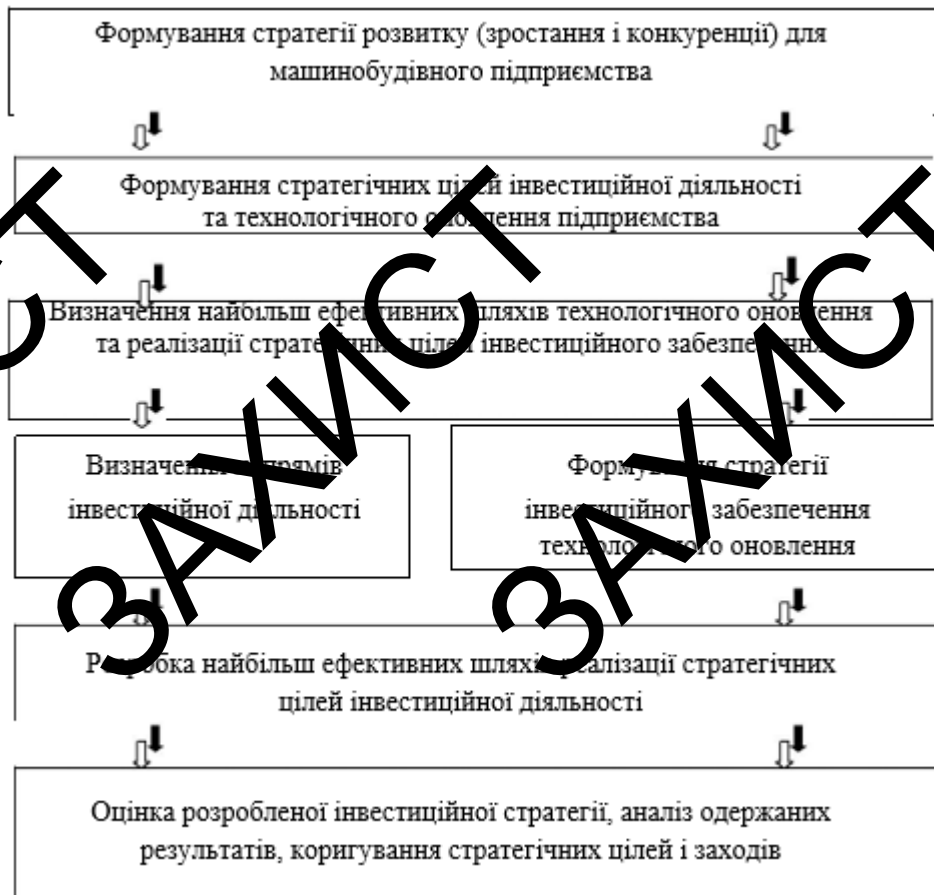 Формування стратегії розвитку (зростання і конкуренції) для
машинобудівного підприємства
Формування стратегічних цілей інвестиційної діяльності
та технологічного оновлення підприємства
Визначення найбільш ефективних шляхів технологічного оновлення
та реалізації стратегічних цілей інвестиційного забезпечення
Визначення напрямів
інвестиційної діяльності
Формування стратегії
інвестиційного забезпечення
технологічного оновлення
Розробка найбільш ефективних шляхів реалізації стратегічних
цілей інвестиційної діяльності
Оцінка розробленої інвестиційної стратегії, аналіз одержаних
результатів, коригування стратегічних цілей і заходів
СТ
ЗАХИСТ
ЗАХИСТ